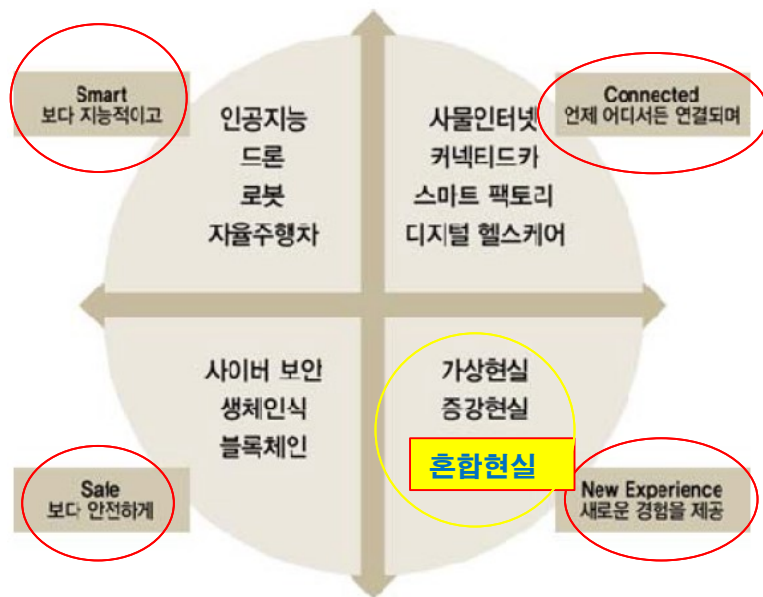 Smart
보다 지능적이고
인공지능
드론
로봇
자율주행차
Connected
언제 어디서든 연결되며
사물인터넷
커넥티드카
스마트 팩토리
디지털 헬스케어
사이버 보안
생체인식
블록체인
Safe
보다 안전하게
가상현실
증강현실
혼합현실
New Experience
새로운 경험을 제공